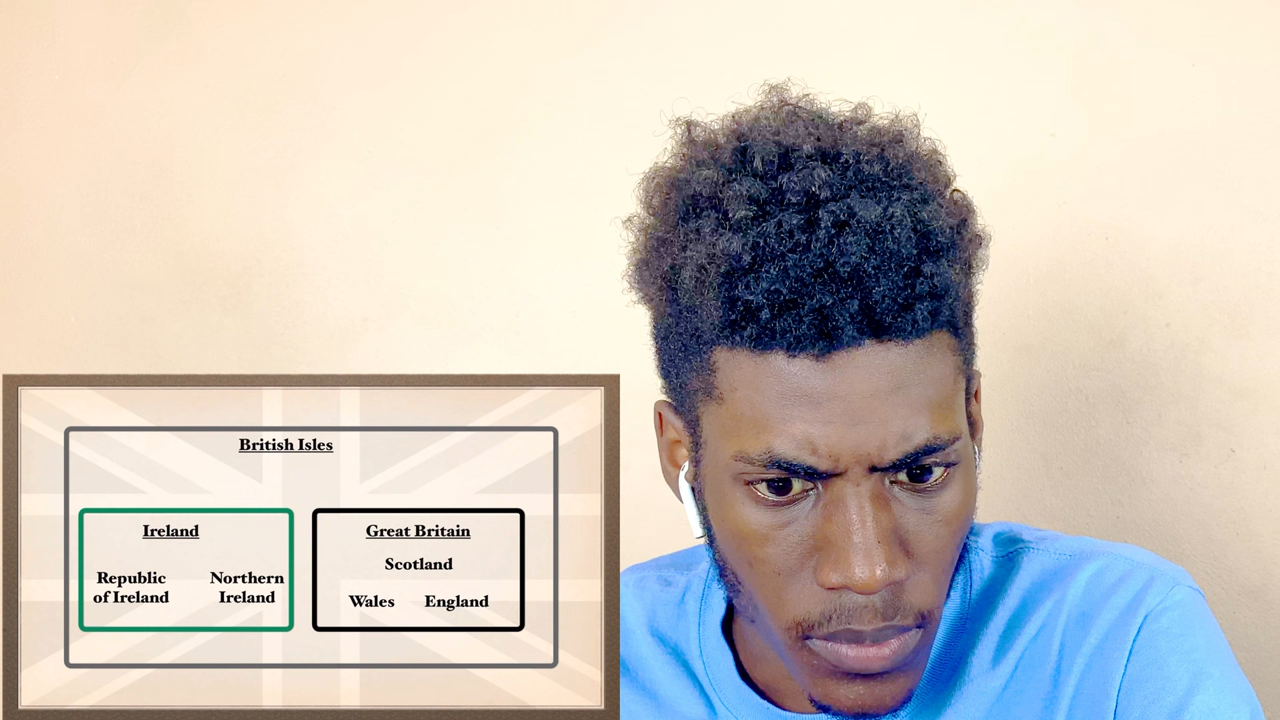 British Isles
Ireland
Republic
of Ireland
Northern
Ireland
Great Britain
Scotland
Wales England